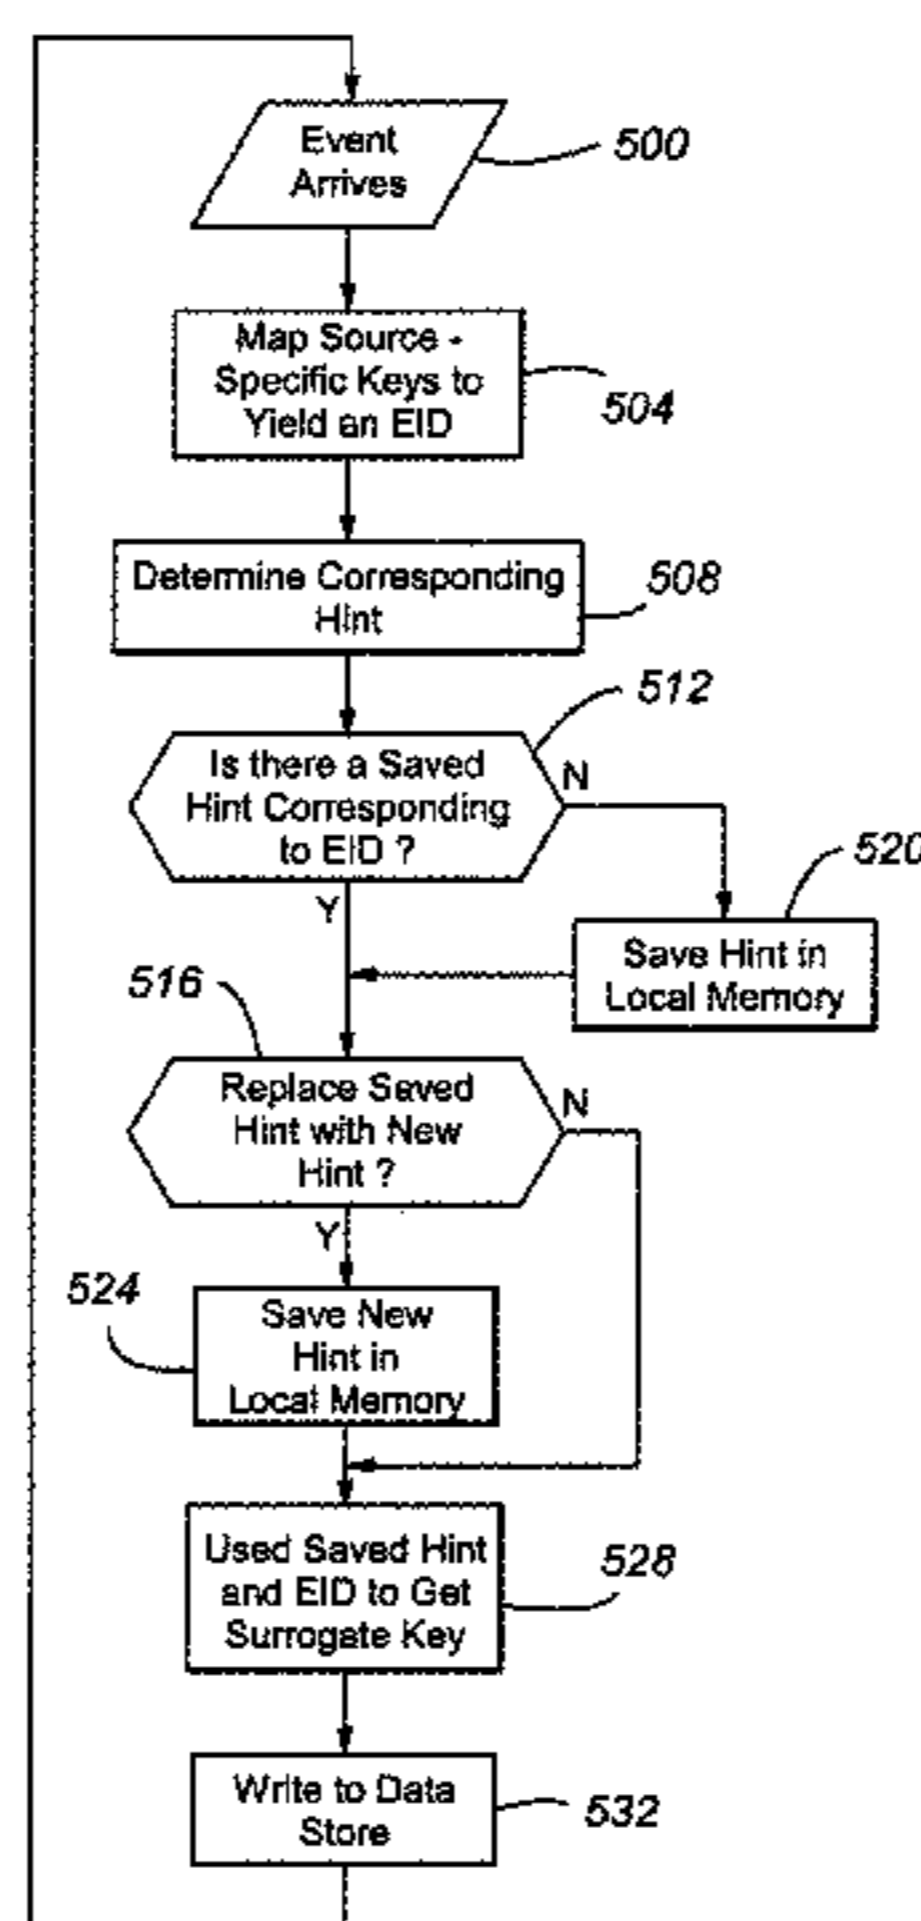 Event
Arrives
500
Map Source -
Specific Keys to
Yield an EID
504
Determine Corresponding
Hint
508
512
Is there a Saved
Hint Corresponding
to EID ?
N
Y
520
Save Hint in
Local Memory
516
Replace Saved
Hint with New
Hint ?
N
Y
524
Save New
Hint in
Local Memory
Used Saved Hint
and EID to Get
Surrogate Key
528
Write to Data
Store
532